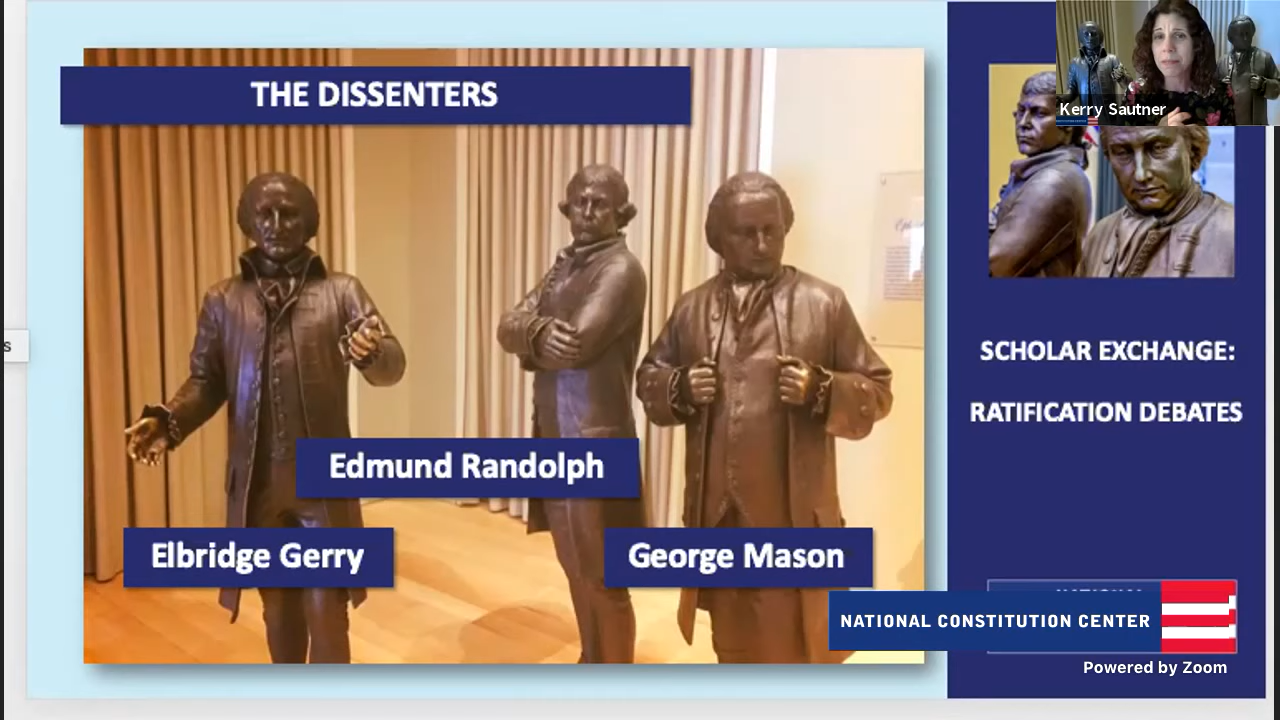 THE DISSENTERS
Kerry Sautner
Edmund Randolph
Elbridge Gerry
George Mason
SCHOLAR EXCHANGE:
RATIFICATION DEBATES
NATIONAL CONSTITUTION CENTER
Powered by Zoom
s